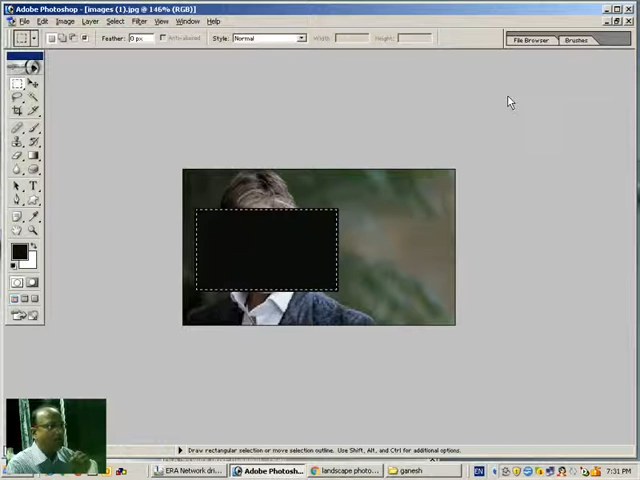 Adobe Photoshop - [images (1).jpg @ 146% (RGB)]
File Edit Image Layer Select Filter View Window Help
Feather: 0 px Anti-aliased Style: Normal Width: Height: File Browser Brushes
T
Draw rectangular selection or move selection outline. Use Shift, Alt, and Ctrl for additional options.
ERA Network dri... Adobe Photosh... landscape photo... ganesh EN 7:31 PM